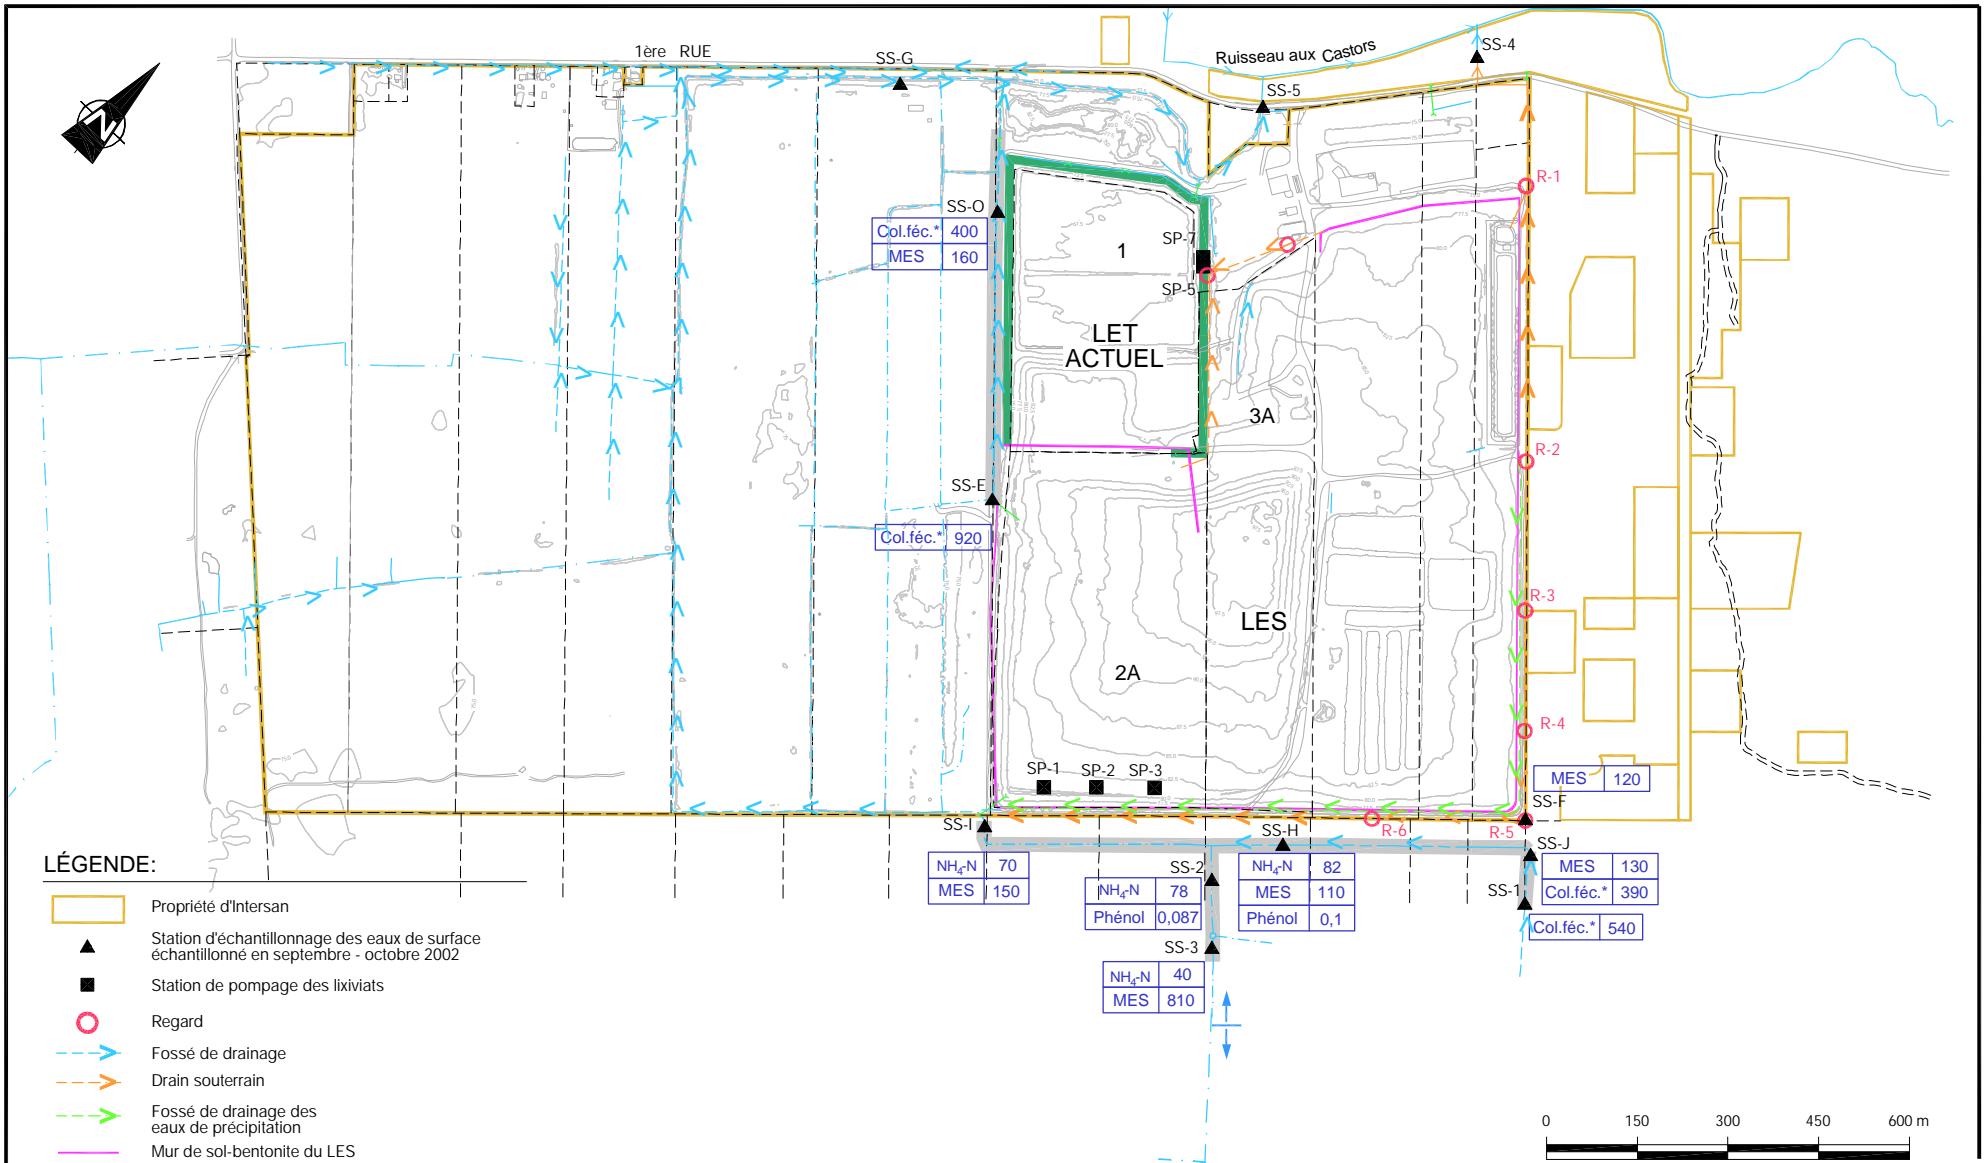 1ère RUE
SS-G
Ruisseau aux Castors
SS-4
SS-5
R-1
SS-O
Col.féc.* 400
MES 160
1
SP-7
SP-5
LET
ACTUEL
3A
R-2
SS-E
Col.féc.* 920
R-3
LES
2A
R-4
SP-1 SP-2 SP-3
MES 120
SS-F
SS-I
SS-H
R-6
R-5
SS-J
NH4-N 70
MES 150
SS-2
NH4-N 78
Phénol 0,087
NH4-N 82
MES 110
Phénol 0,1
MES 130
Col.féc.* 390
SS-1
Col.féc.* 540
SS-3
NH4-N 40
MES 810
LÉGENDE:
Propriété d'Intersan
Station d'échantillonnage des eaux de surface
échantillonné en septembre - octobre 2002
Station de pompage des lixiviats
Regard
Fossé de drainage
Drain souterrain
Fossé de drainage des
eaux de précipitation
Mur de sol-bentonite du LES
0 150 300 450 600 m
N